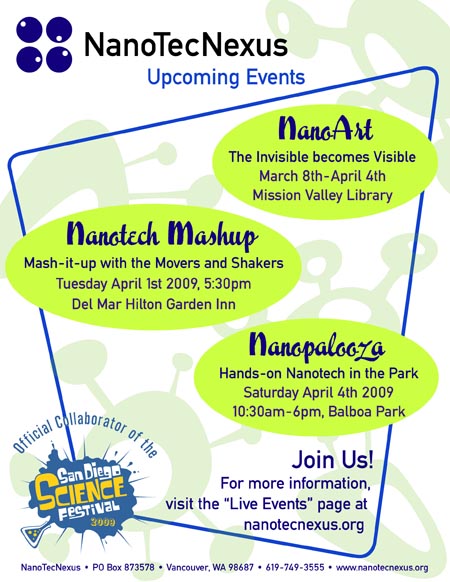 NanoTecNexus
Upcoming Events
NanoArt
The Invisible becomes Visible
March 8th-April 4th
Mission Valley Library
Nanotech Mashup
Mash-it-up with the Movers and Shakers
Tuesday April 1st 2009, 5:30pm
Del Mar Hilton Garden Inn
Nanopalooza
Hands-on Nanotech in the Park
Saturday April 4th 2009
10:30am-6pm, Balboa Park
Official Collaborator of the
San Diego
SCIENCE
FESTIVAL
2009
Join Us!
For more information,
visit the “Live Events” page at
nanotecnexus.org
NanoTecNexus • PO Box 873578 • Vancouver, WA 98687 • 619-749-3555 • www.nanotecnexus.org